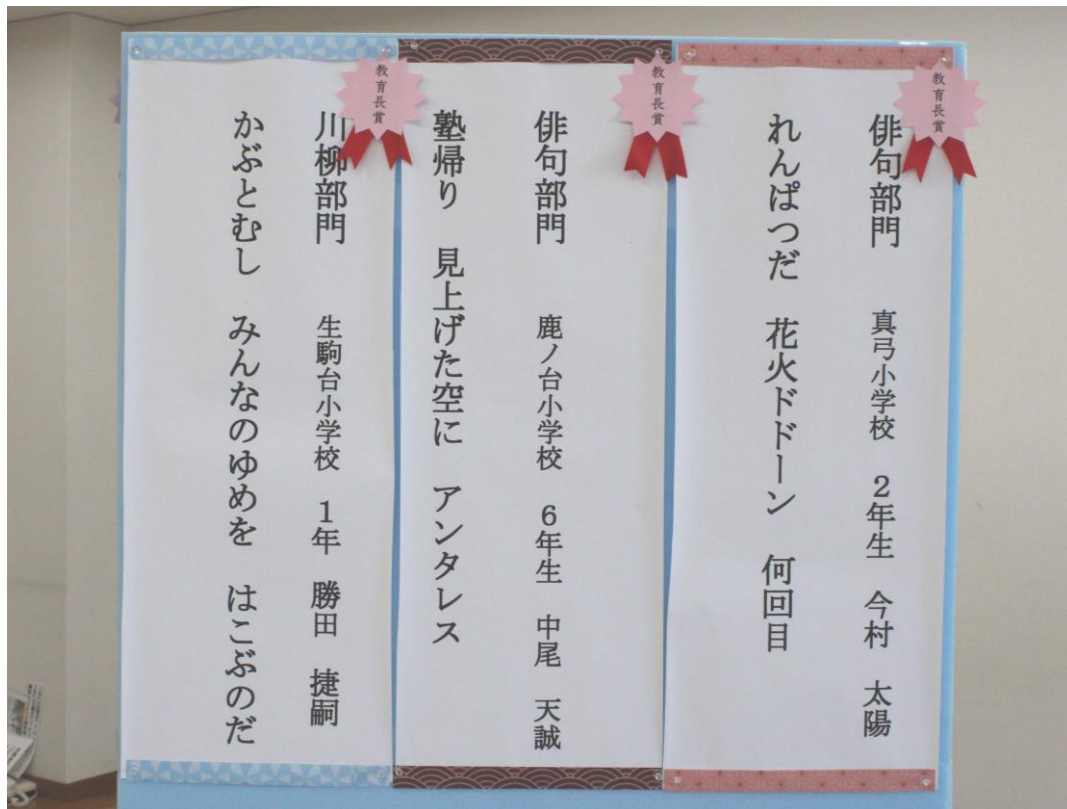 教育長賞
俳句部門　真弓小学校　２年生　今村　太陽
れんぱつだ　花火ドドーン　何回目
教育長賞
俳句部門　鹿ノ台小学校　６年生　中尾　天誠
塾帰り　見上げた空に　アンタレス
教育長賞
川柳部門　生駒台小学校　１年　勝田　捷嗣
かぶとむし　みんなのゆめを　はこぶのだ